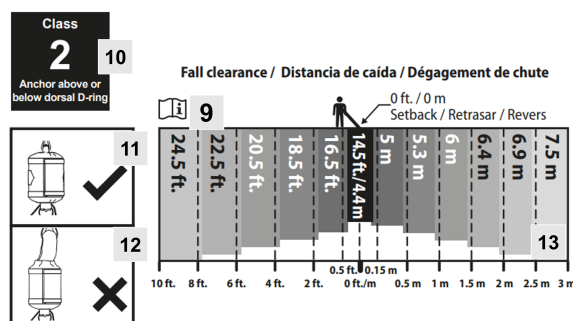 Class
2
10
Anchor above or
below dorsal D-ring
Fall clearance / Distancia de caída / Dégagement de chute
i
9
0 ft. / 0 m
Setback / Retrasar / Revers
11
24.5 ft.
22.5 ft.
20.5 ft.
18.5 ft.
16.5 ft.
14.5 ft./4.4 m
5 m
5.3 m
6 m
6.4 m
6.9 m
7.5 m
12
13
0.5 ft. 0.15 m
10 ft. 8 ft. 6 ft. 4 ft. 2 ft. 0 ft./m 0.5 m 1 m 1.5 m 2 m 2.5 m 3 m